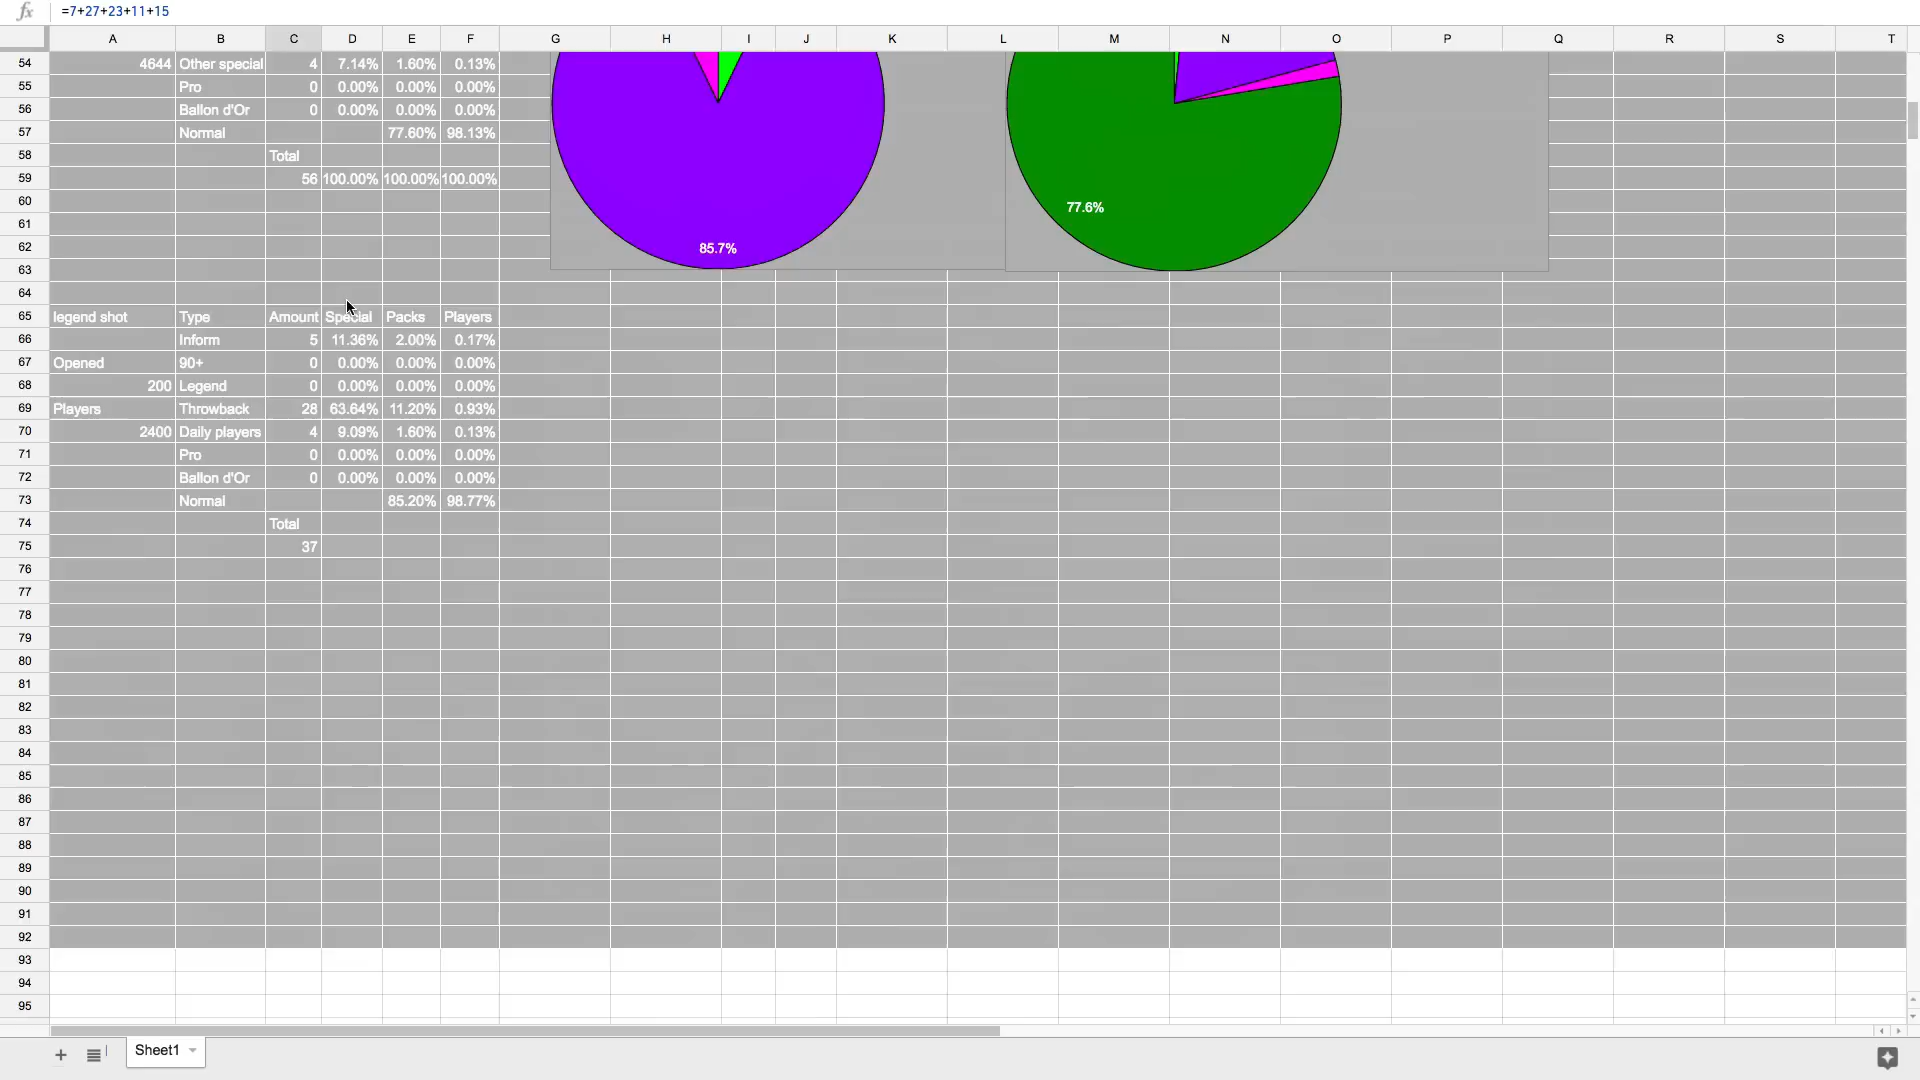 fx =7+27+23+11+15
A B C D E F G H I J K L M N O P Q R S T
54 4644 Other special 4 7.14% 1.60% 0.13%
55 Pro 0 0.00% 0.00% 0.00%
56 Ballon d'Or 0 0.00% 0.00% 0.00%
57 Normal 77.60% 98.13%
58 Total
59 56 100.00% 100.00% 100.00%
60
61 77.6%
62 85.7%
63
64
65 legend shot Type Amount Special Packs Players
66 Inform 5 11.36% 2.00% 0.17%
67 Opened 90+ 0 0.00% 0.00% 0.00%
68 200 Legend 0 0.00% 0.00% 0.00%
69 Players Throwback 28 63.64% 11.20% 0.93%
70 2400 Daily players 4 9.09% 1.60% 0.13%
71 Pro 0 0.00% 0.00% 0.00%
72 Ballon d'Or 0 0.00% 0.00% 0.00%
73 Normal 85.20% 98.77%
74 Total
75 37
76
77
78
79
80
81
82
83
84
85
86
87
88
89
90
91
92
93
94
95
Sheet1